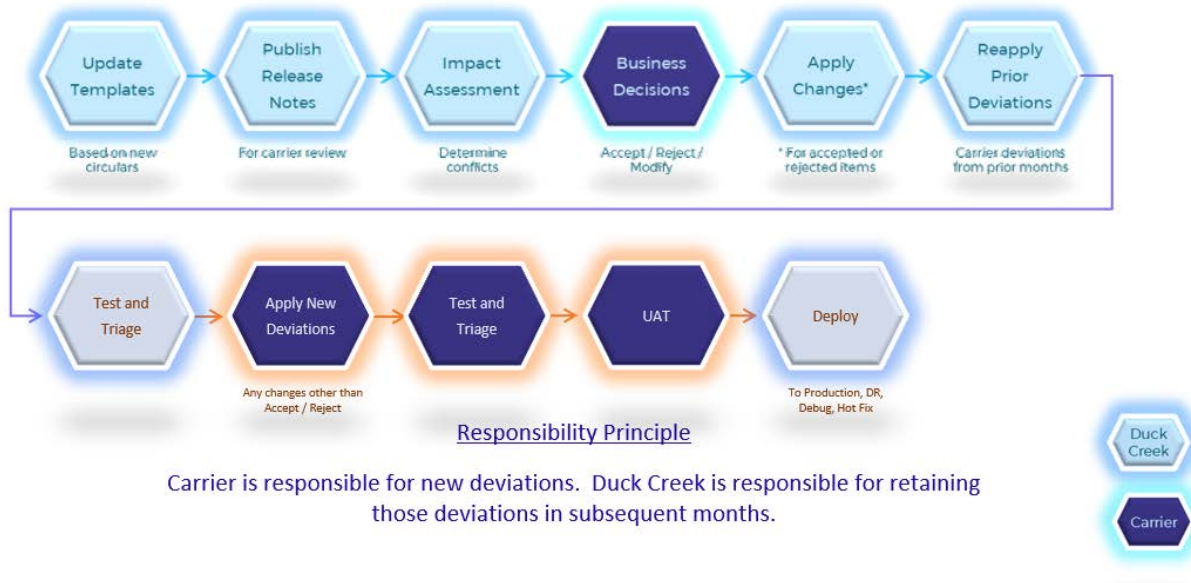 Update
Templates
Publish
Release
Notes
Impact
Assessment
Business
Decisions
Apply
Changes*
Reapply
Prior
Deviations
Based on new
circulars
For carrier review
Determine
conflicts
Accept / Reject /
Modify
* For accepted or
rejected items
Carrier deviations
from prior months
Test and
Triage
Apply New
Deviations
Test and
Triage
UAT
Deploy
Any changes other than
Accept / Reject
To Production, DR,
Debug, Hot Fix
Responsibility Principle
Carrier is responsible for new deviations. Duck Creek is responsible for retaining
those deviations in subsequent months.
Duck
Creek
Carrier